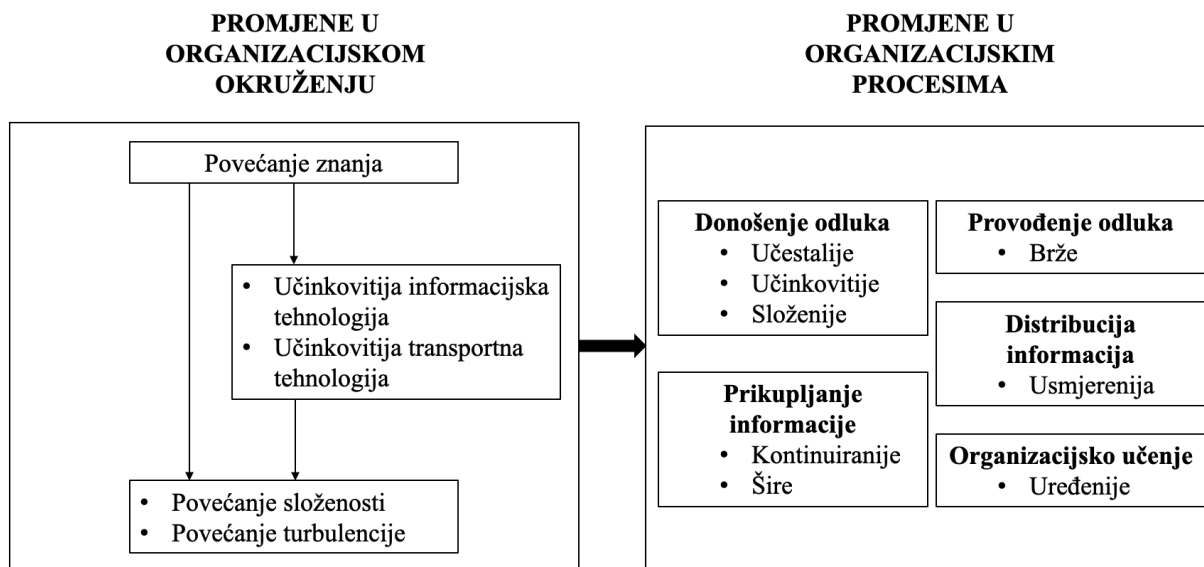 PROMJENE U
ORGANIZACIJSKOM
OKRUŽENJU
Povećanje znanja
• Učinkovitija informacijska
tehnologija
• Učinkovitija transportna
tehnologija
• Povećanje složenosti
• Povećanje turbulencije
PROMJENE U
ORGANIZACIJSKIM
PROCESIMA
Donošenje odluka
• Učestalije
• Učinkovitije
• Složenije
Prikupljanje
informacije
• Kontinuiranije
• Šire
Provođenje odluka
• Brže
Distribucija
informacija
• Usmjerenija
Organizacijsko učenje
• Uređenije